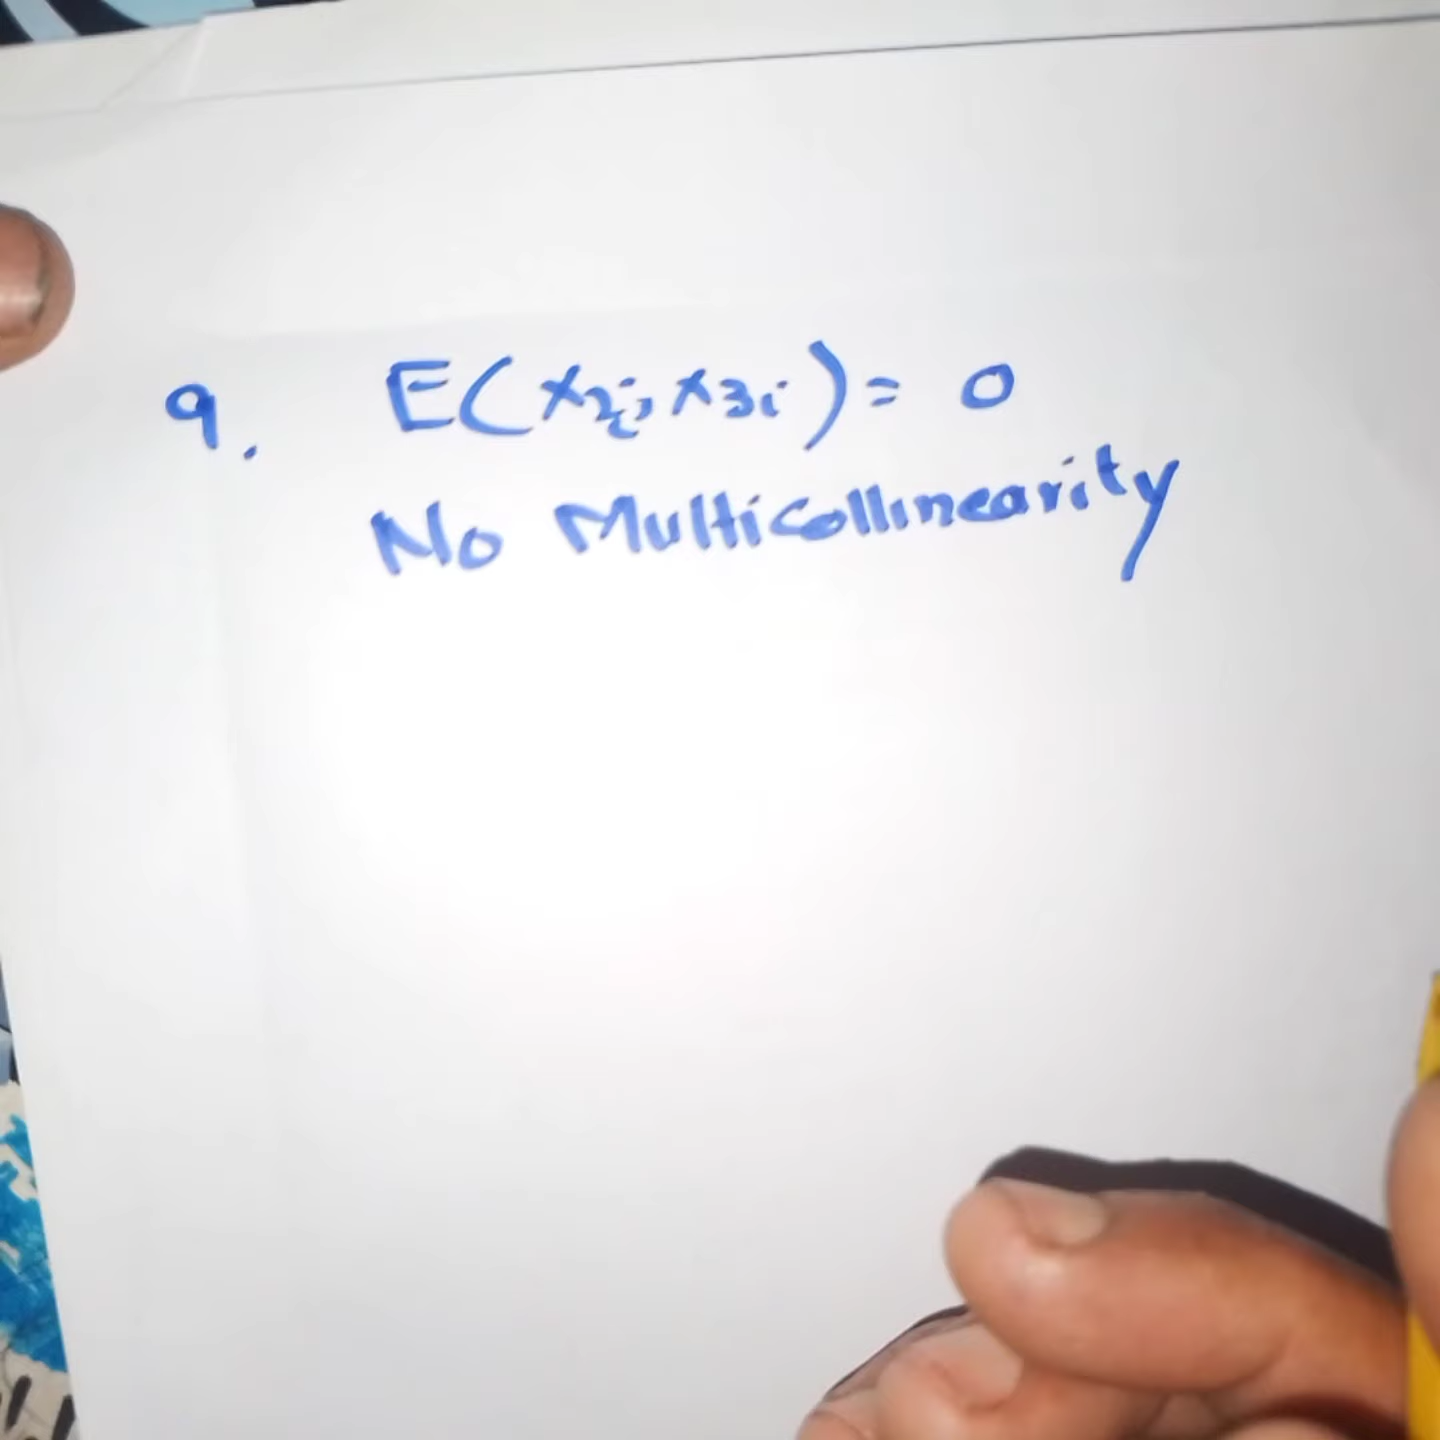 9. E(x2i, x3i) = 0
No Multicollinearity